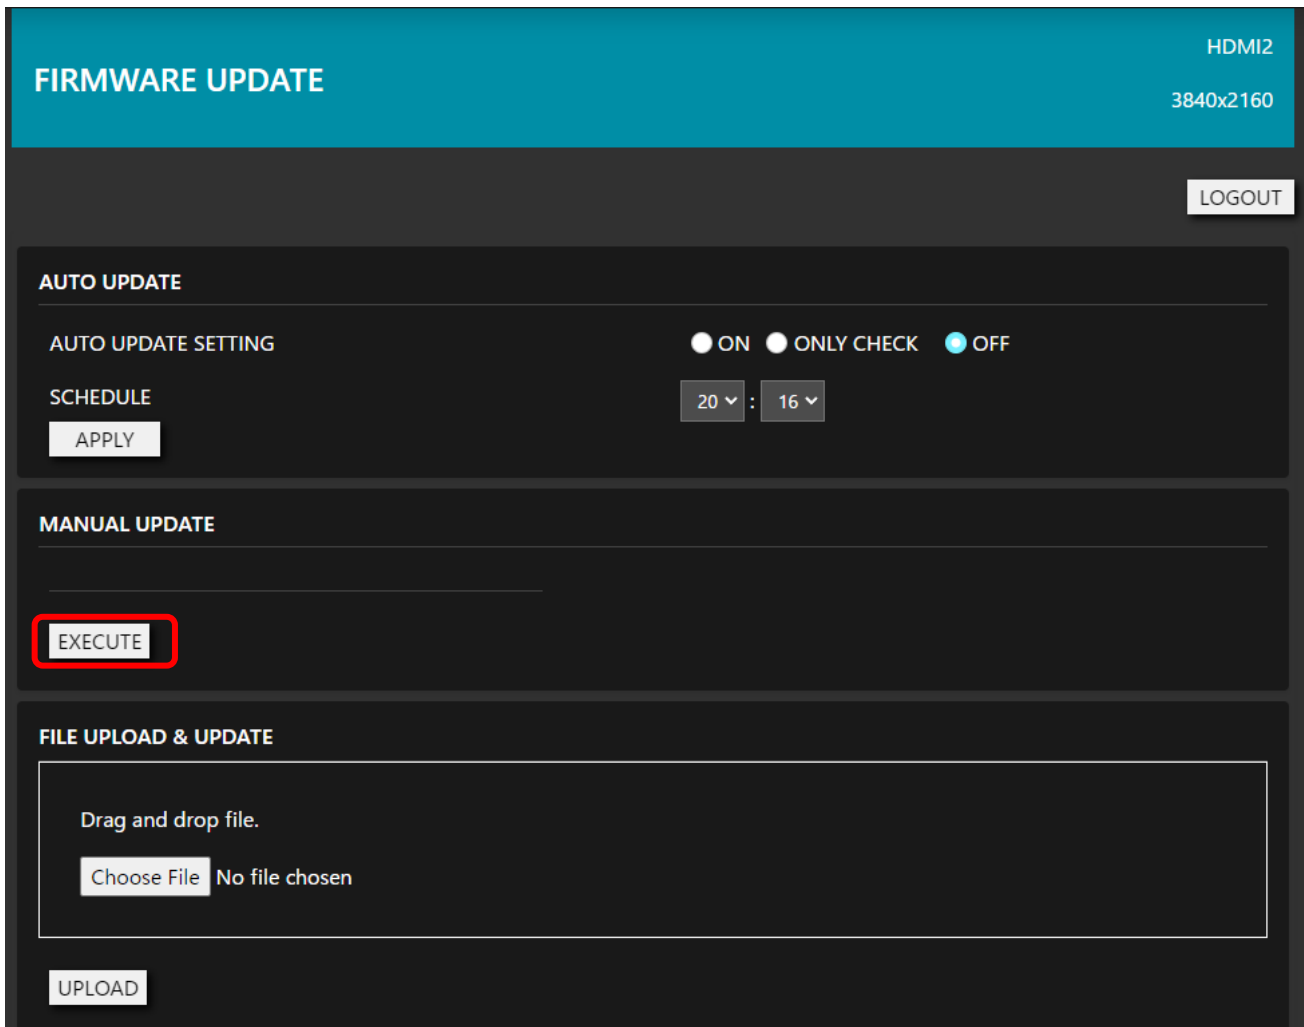 HDMI2
FIRMWARE UPDATE
3840x2160
LOGOUT
AUTO UPDATE
AUTO UPDATE SETTING ON ONLY CHECK OFF
SCHEDULE 20 : 16
APPLY
MANUAL UPDATE
EXECUTE
FILE UPLOAD & UPDATE
Drag and drop file.
Choose File No file chosen
UPLOAD